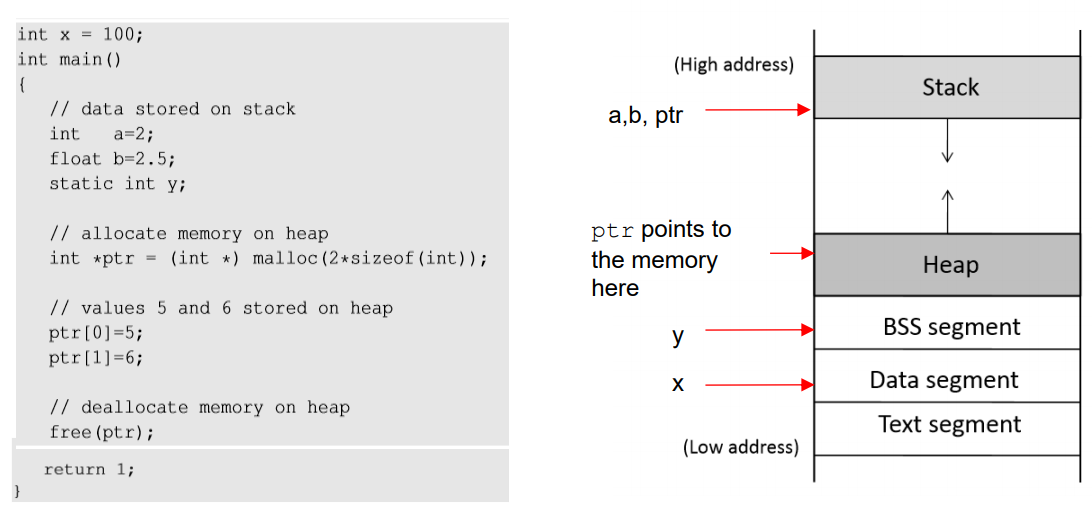 int x = 100;
int main()
{
// data stored on stack
int   a=2;
float b=2.5;
static int y;
// allocate memory on heap
int *ptr = (int *) malloc(2*sizeof(int));
// values 5 and 6 stored on heap
ptr[0]=5;
ptr[1]=6;
// deallocate memory on heap
free(ptr);
return 1;
}
(High address)
Stack
a,b, ptr
ptr points to
the memory
here
Heap
y
BSS segment
x
Data segment
Text segment
(Low address)